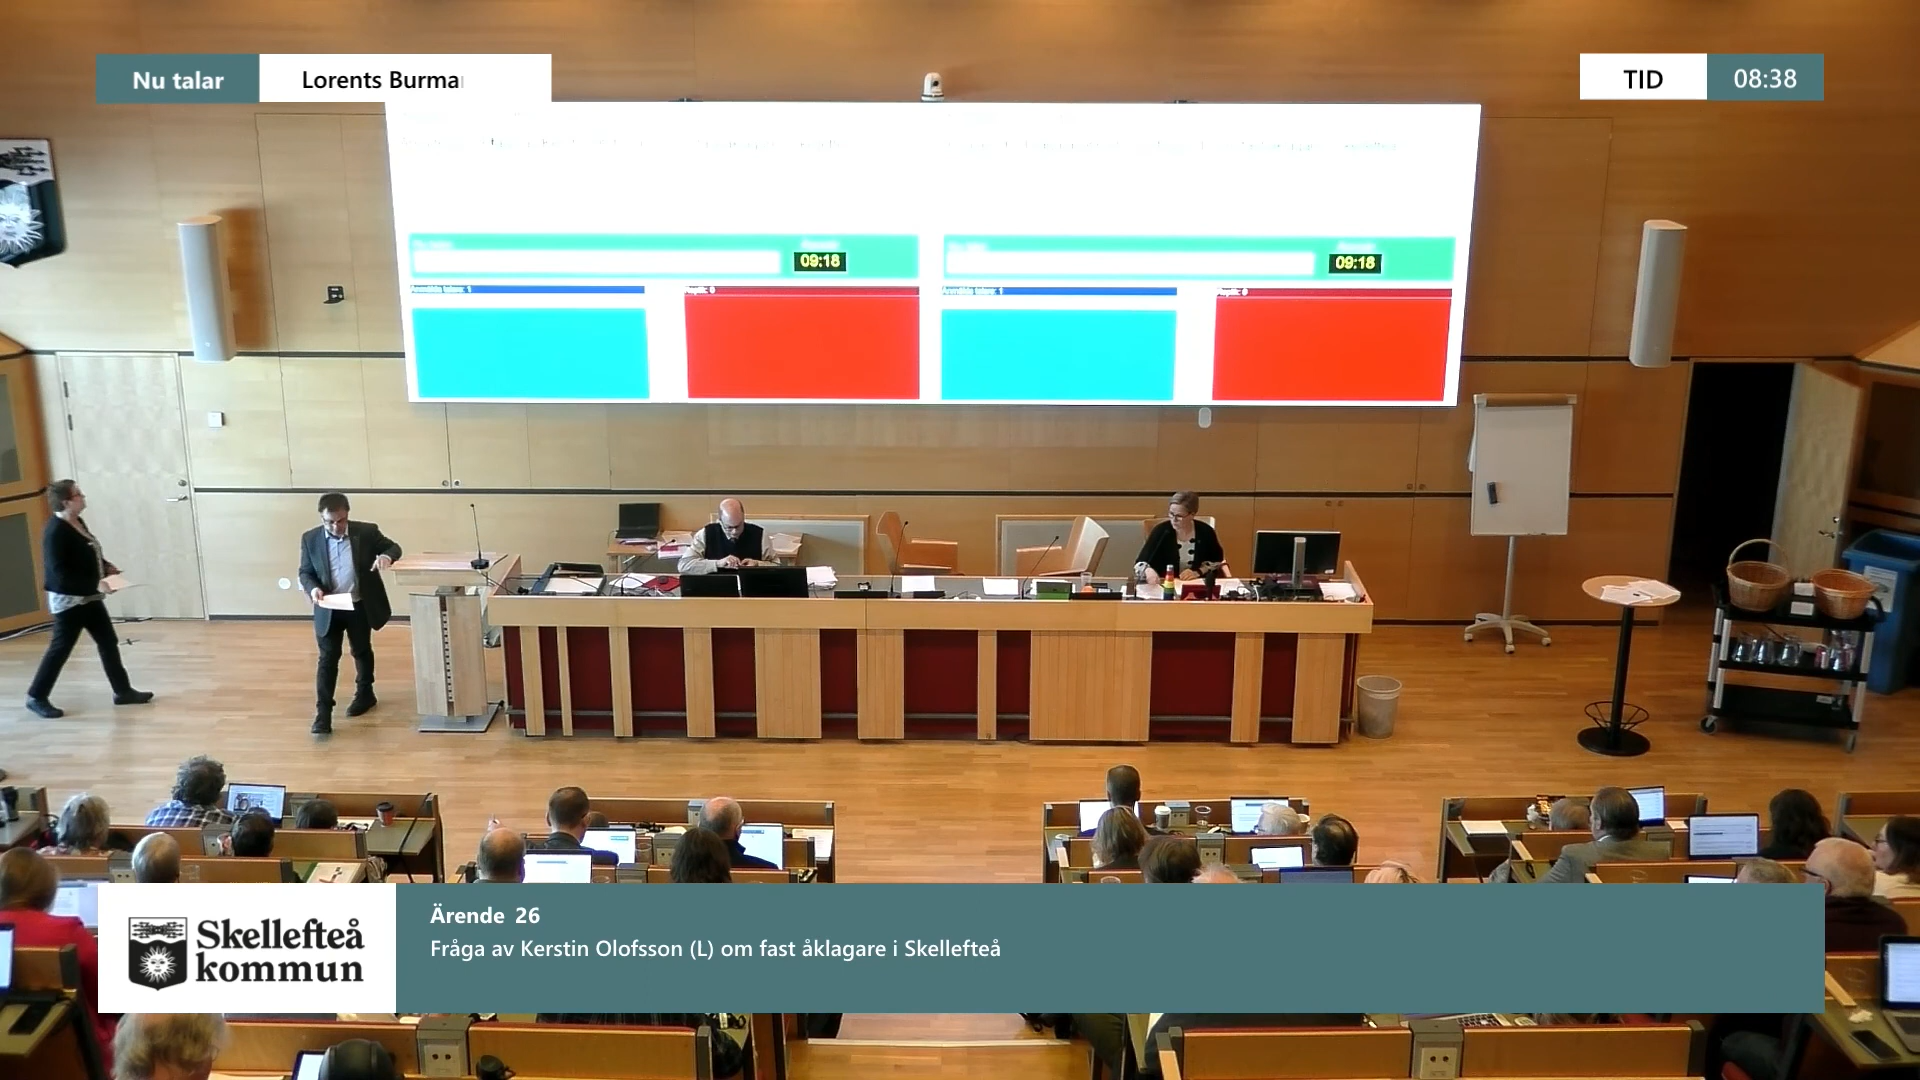 Nu talar
Lorents Burma
TID
08:38
09:18
09:18
Ärende 26
Fråga av Kerstin Olofsson (L) om fast åklagare i Skellefteå
Skellefteå
kommun